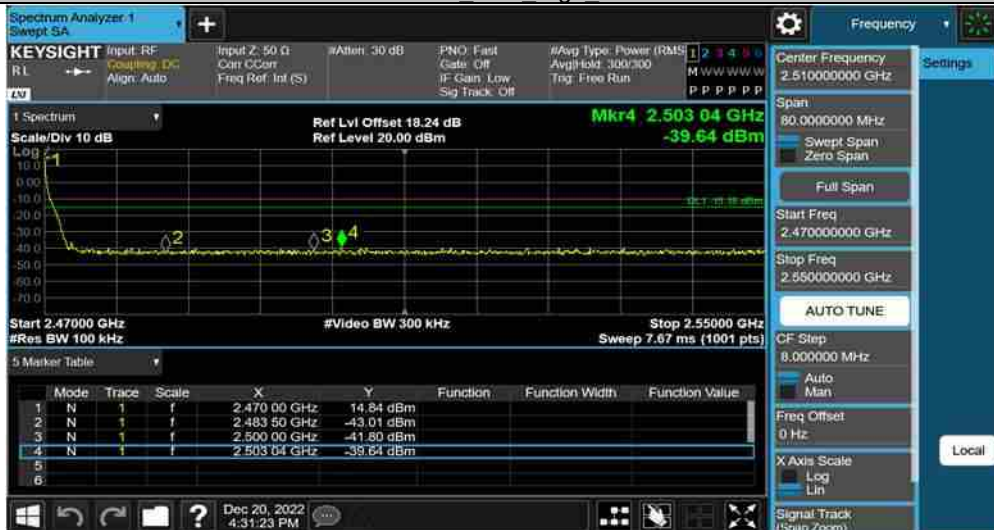 Spectrum Analyzer 1
Swept SA
+
Frequency
KEYSIGHT
RL
LXI
Input: RF
Coupling: DC
Align: Auto
Input Z: 50 Ω
Corr CCorr
Freq Ref: Int (S)
#Atten: 30 dB
PNO: Fast
Gate: Off
IF Gain: Low
Sig Track: Off
#Avg Type: Power (RMS
Avg|Hold: 300/300
Trig: Free Run
1 2 3 4 5 6
M W W W W W
P P P P P P
1 Spectrum
Scale/Div 10 dB
Ref Lvl Offset 18.24 dB
Ref Level 20.00 dBm
Mkr4 2.503 04 GHz
-39.64 dBm
Log
10.0
0.00
-10.0
-20.0
-30.0
-40.0
-50.0
-60.0
-70.0
1
2
3
4
Start 2.47000 GHz
#Res BW 100 kHz
#Video BW 300 kHz
Stop 2.55000 GHz
Sweep 7.67 ms (1001 pts)
5 Marker Table
Mode Trace Scale X Y Function Function Width Function Value
1 N 1 f 2.470 00 GHz 14.84 dBm
2 N 1 f 2.483 50 GHz -43.01 dBm
3 N 1 f 2.500 00 GHz -41.80 dBm
4 N 1 f 2.503 04 GHz -39.64 dBm
5
6
?
Dec 20, 2022
4:31:23 PM
Center Frequency
2.510000000 GHz
Span
80.0000000 MHz
Swept Span
Zero Span
Full Span
Start Freq
2.470000000 GHz
Stop Freq
2.550000000 GHz
AUTO TUNE
CF Step
8.000000 MHz
Auto
Man
Freq Offset
0 Hz
X Axis Scale
Log
Lin
Signal Track
(Span Zoom)
Settings
Local